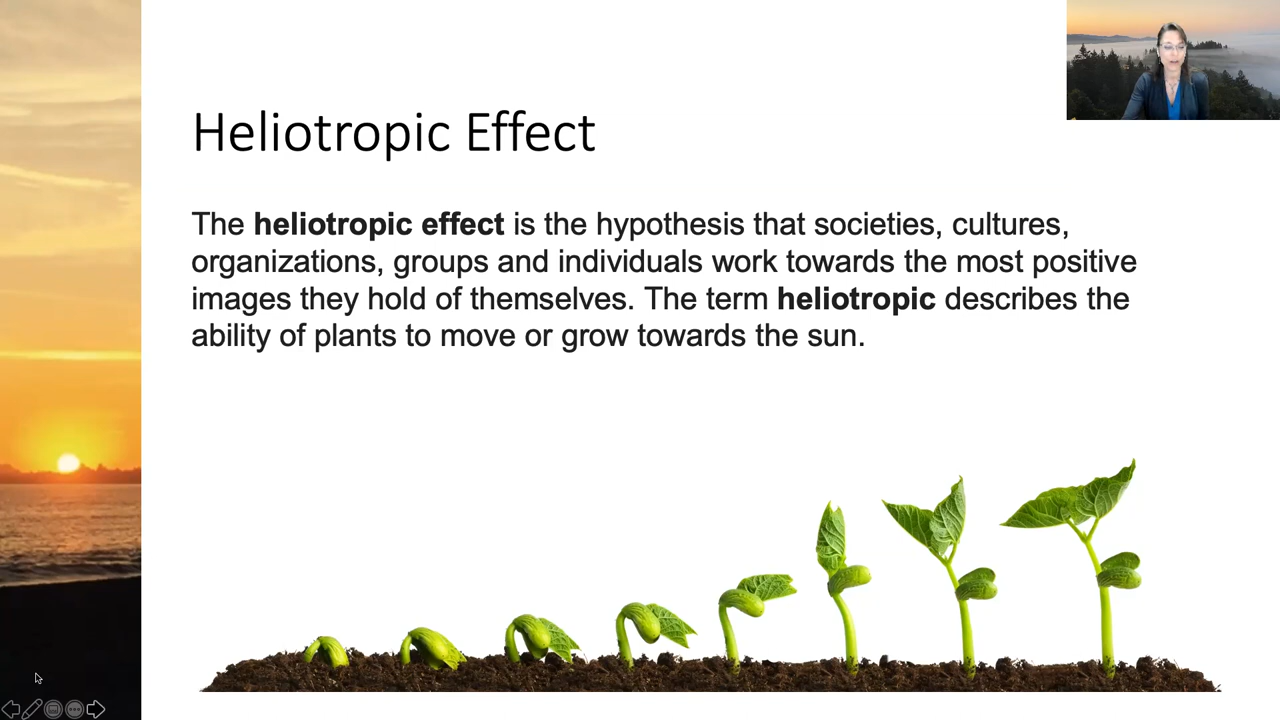 Heliotropic Effect
The heliotropic effect is the hypothesis that societies, cultures,
organizations, groups and individuals work towards the most positive
images they hold of themselves. The term heliotropic describes the
ability of plants to move or grow towards the sun.